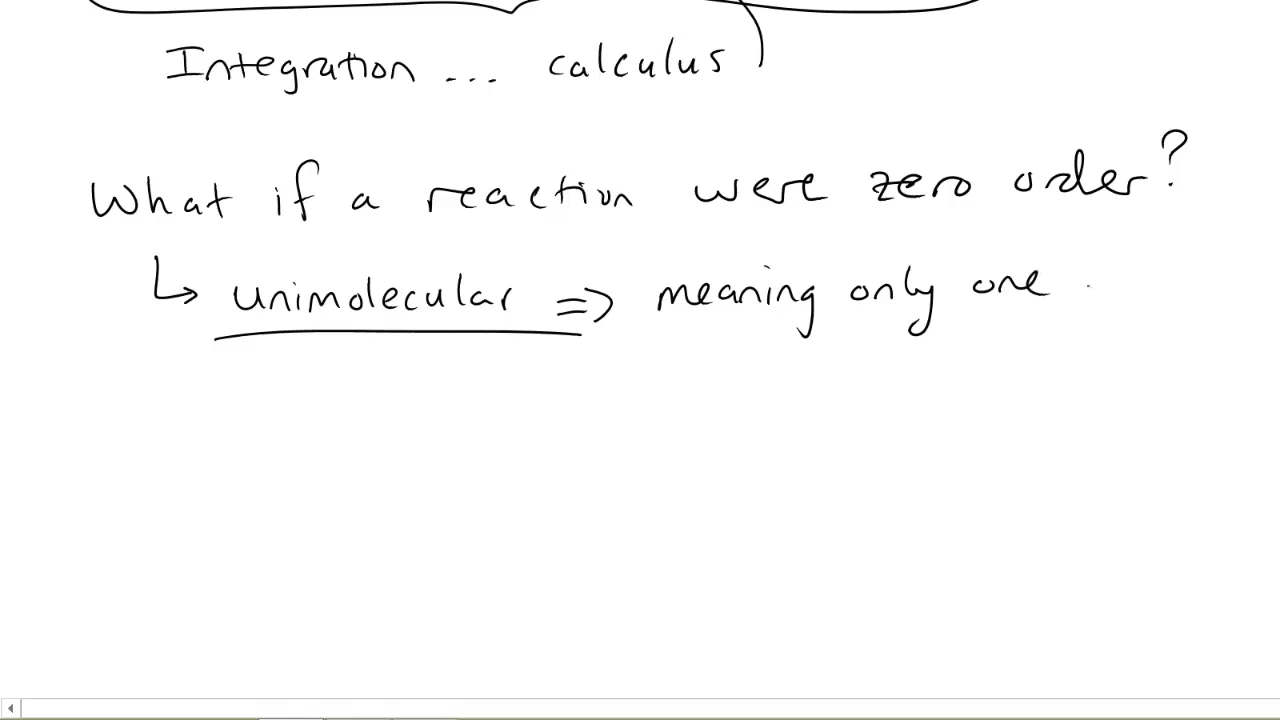 Integration ... calculus
What if a reaction were zero order?
↳ unimolecular => meaning only one